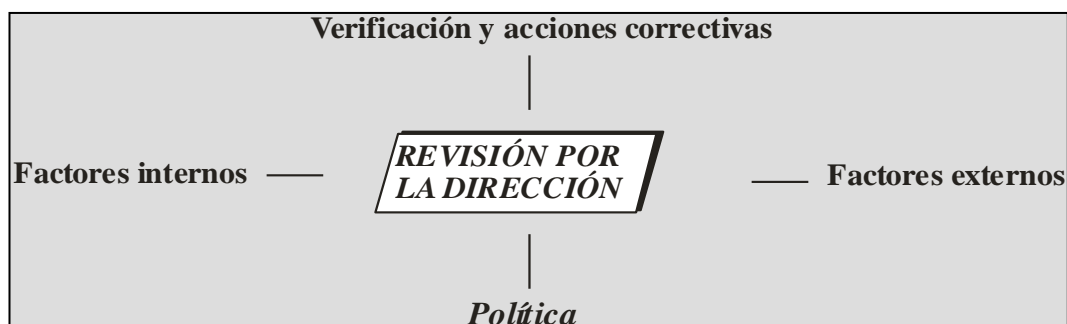 Verificación y acciones correctivas
Factores internos
REVISIÓN POR
LA DIRECCIÓN
Factores externos
Política